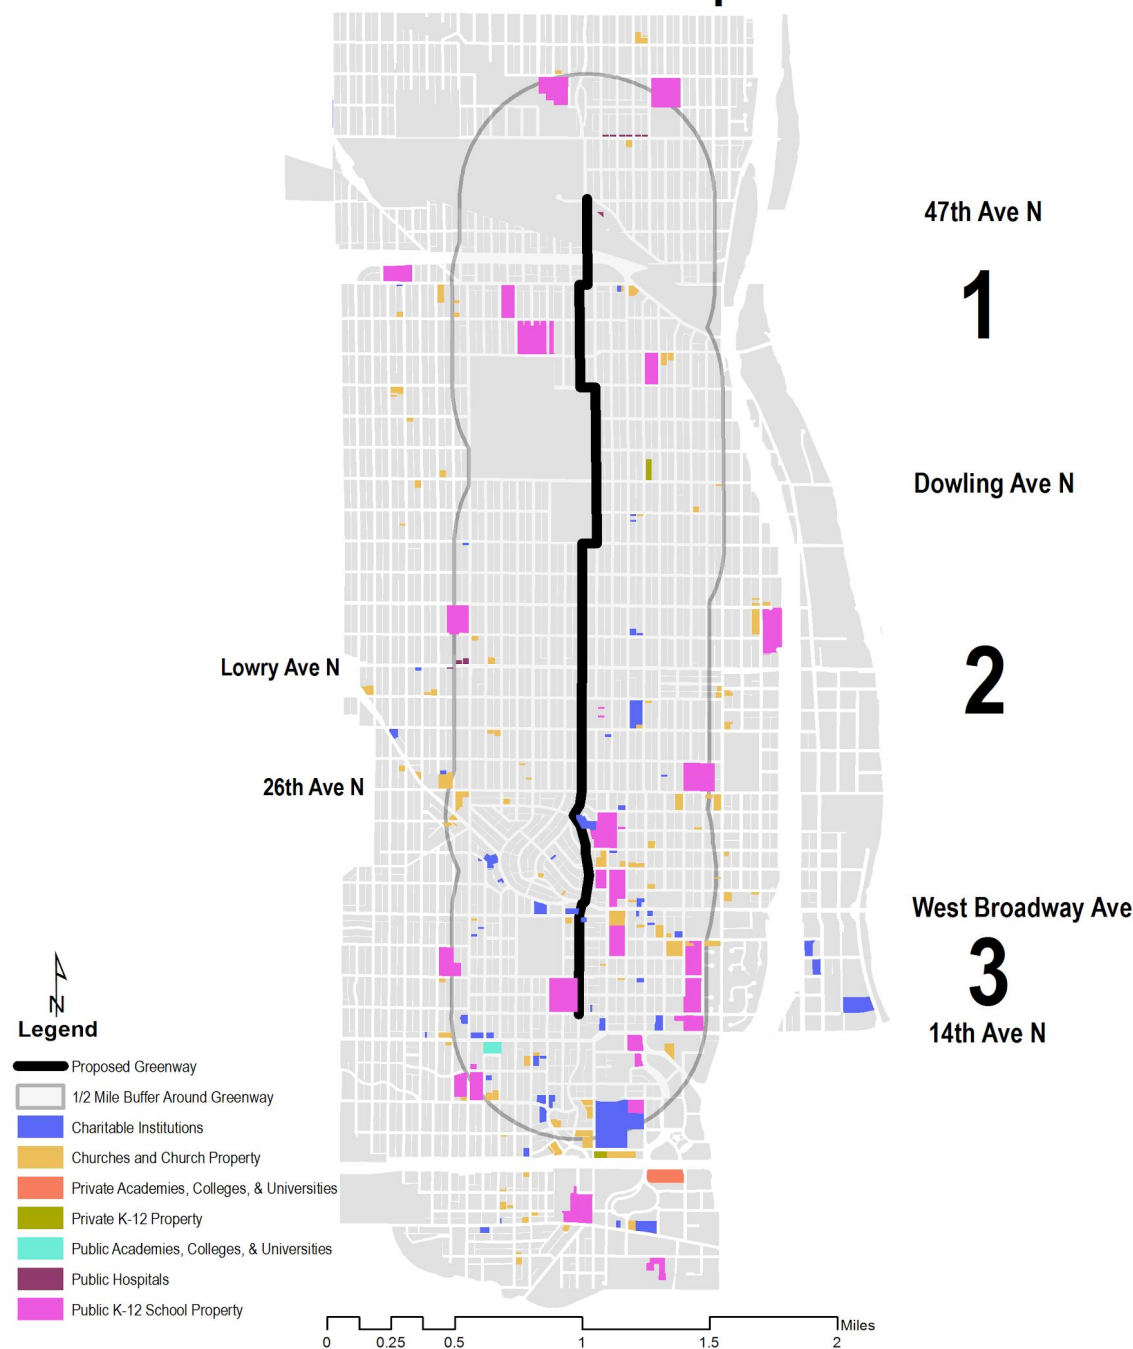 47th Ave N
1
Dowling Ave N
Lowry Ave N
2
26th Ave N
West Broadway Ave
3
14th Ave N
N
Legend
Proposed Greenway
1/2 Mile Buffer Around Greenway
Charitable Institutions
Churches and Church Property
Private Academies, Colleges, & Universities
Private K-12 Property
Public Academies, Colleges, & Universities
Public Hospitals
Public K-12 School Property
Miles
0 0.25 0.5 1 1.5 2